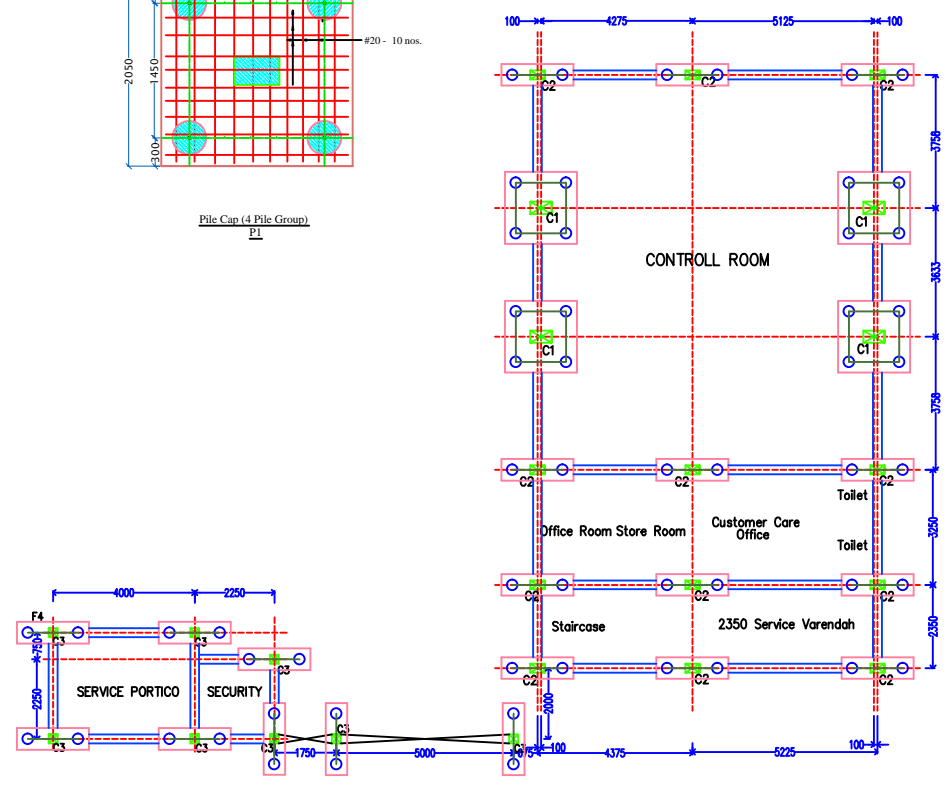 100
4275
5125
100
#20 - 10 nos.
2050
1450
300
C2
C2
C2
3758
Pile Cap (4 Pile Group)
P1
C1
C1
CONTROLL ROOM
3633
C1
C1
3758
C2
C2
C2
Toilet
Office Room Store Room
Customer Care
Office
Toilet
3250
4000
2250
C2
C2
C2
F4
C3
C3
750
Staircase
2350 Service Varendah
2350
C3
SERVICE PORTICO
SECURITY
2250
C2
C2
C2
2000
C3
C3
C3
1750
5000
100
4375
5225
100